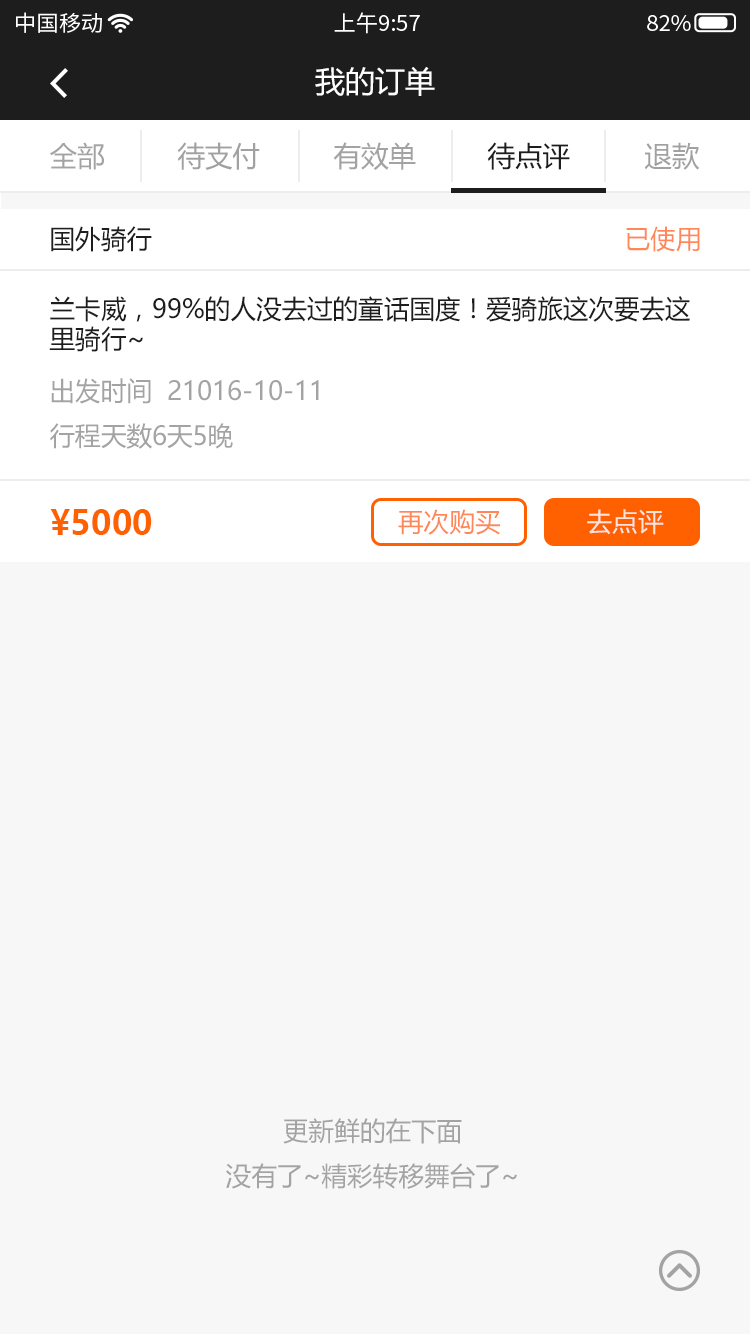 中国移动 上午9:57 82%
我的订单
全部 待支付 有效单 待点评 退款
国外骑行 已使用
兰卡威，99%的人没去过的童话国度！爱骑旅这次要去这
里骑行~
出发时间 21016-10-11
行程天数6天5晚
¥5000 再次购买 去点评
更新鲜的在下面
没有了~精彩转移舞台了~